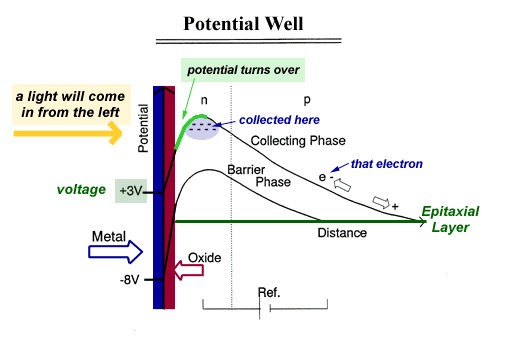 Potential Well
potential turns over
a light will come
in from the left
n
p
collected here
Potential
Collecting Phase
that electron
e -
Barrier
Phase
voltage
+3V
+
Epitaxial
Layer
Distance
Metal
Oxide
-8V
Ref.